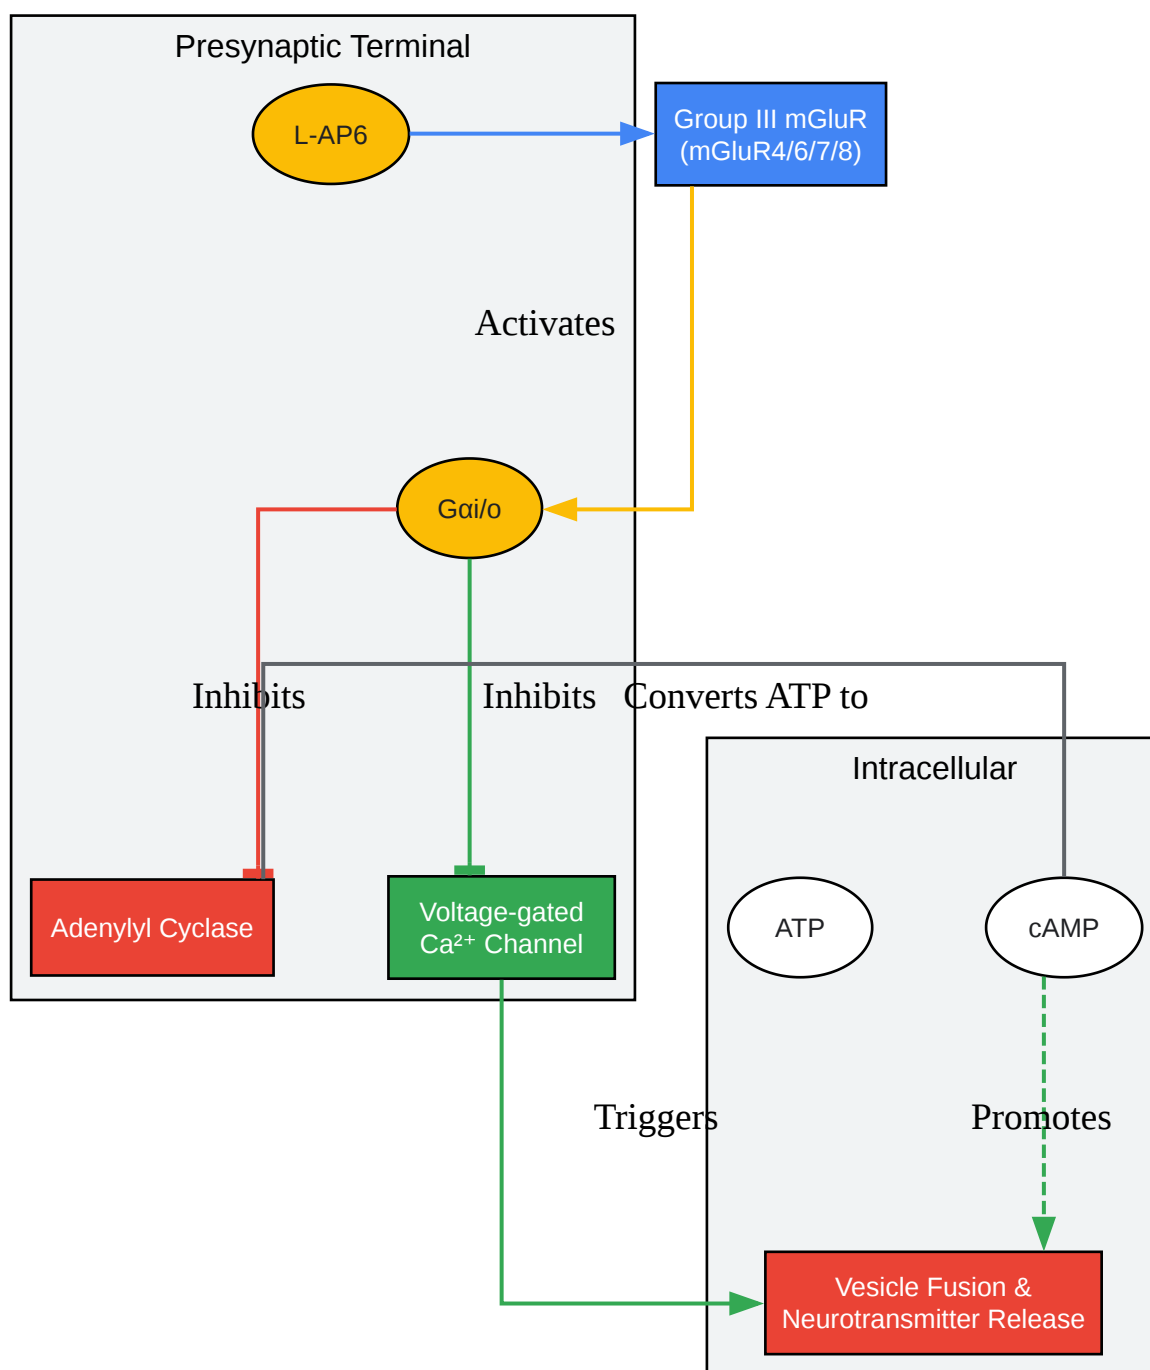 Presynaptic Terminal
L-AP6
Group III mGluR
(mGluR4/6/7/8)
Activates
Gαi/o
Inhibits
Inhibits
Converts ATP to
Intracellular
Adenylyl Cyclase
Voltage-gated
Ca²⁺ Channel
ATP
cAMP
Triggers
Promotes
Vesicle Fusion &
Neurotransmitter Release